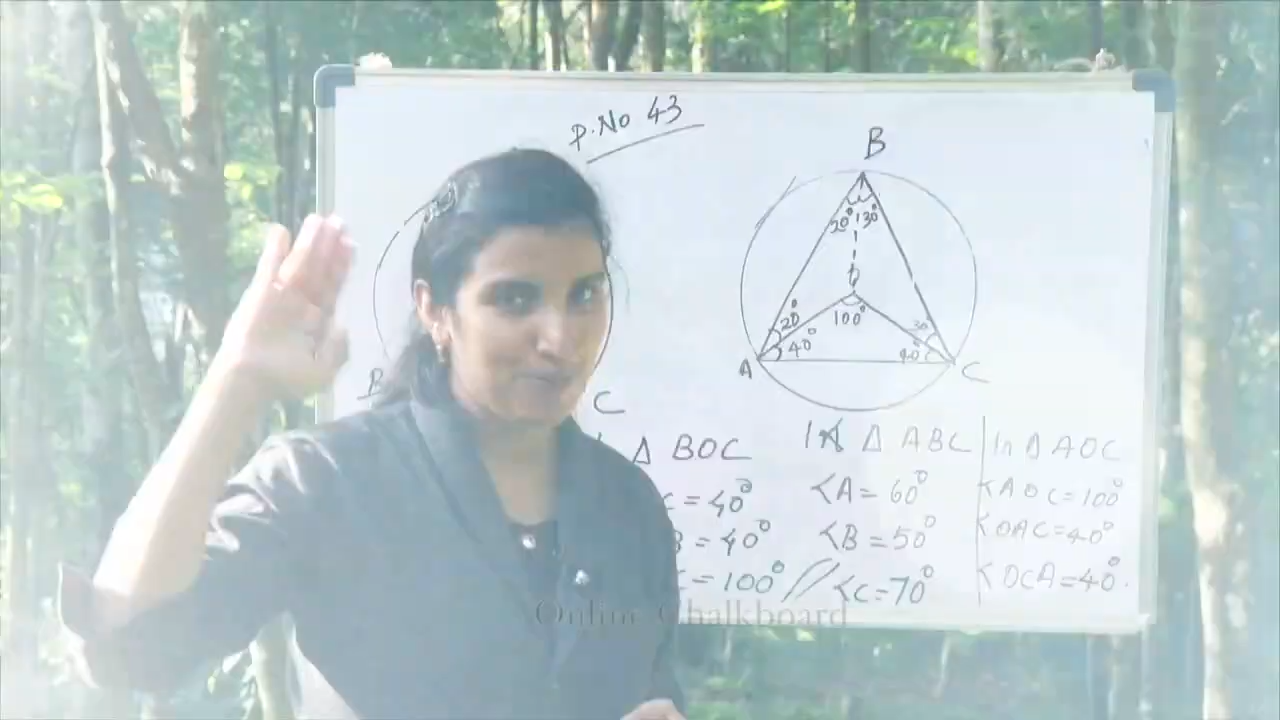 P.No 43
B
20° 30°
100°
20°
40°
30°
40°
A
C
B
C
Δ BOC
= 40°
= 40°
= 100°
In Δ ABC
<A = 60°
<B = 50°
<C = 70°
In Δ AOC
<AOC = 100°
<OAC = 40°
<OCA = 40°.
Online Chalkboard